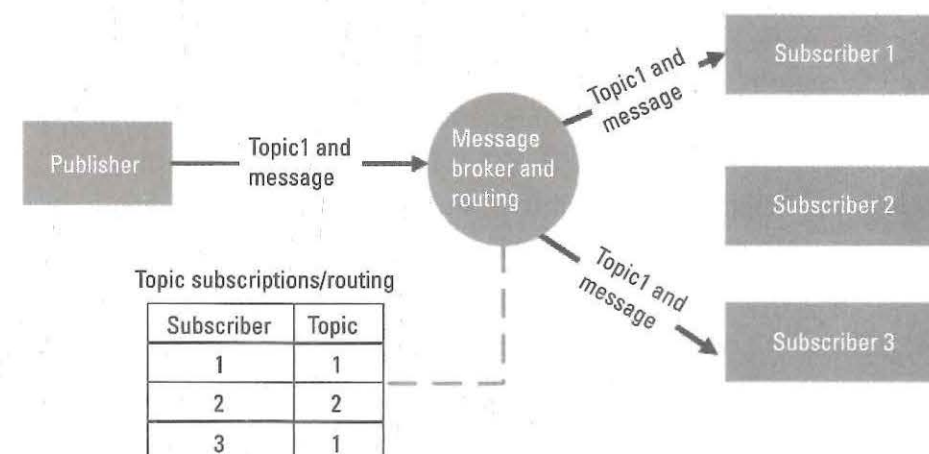 Subscriber 1
Topic1 and
message
Publisher
Topic1 and
message
Message
broker and
routing
Subscriber 2
Topic1 and
message
Subscriber 3
Topic subscriptions/routing
Subscriber Topic
1 1
2 2
3 1